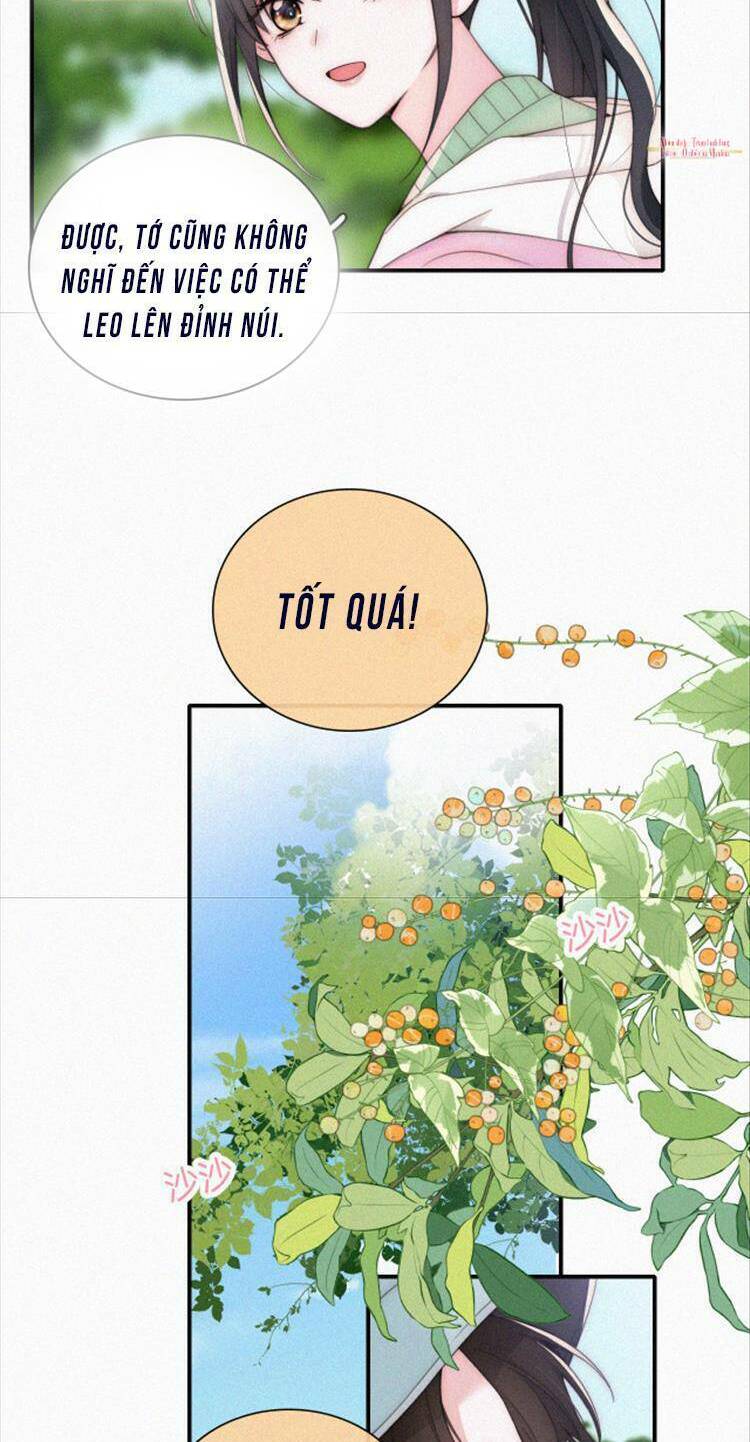 ĐƯỢC, TỚ CŨNG KHÔNG
NGHĨ ĐẾN VIỆC CÓ THỂ
LEO LÊN ĐỈNH NÚI.
TỐT QUÁ!
沙沙
沙沙